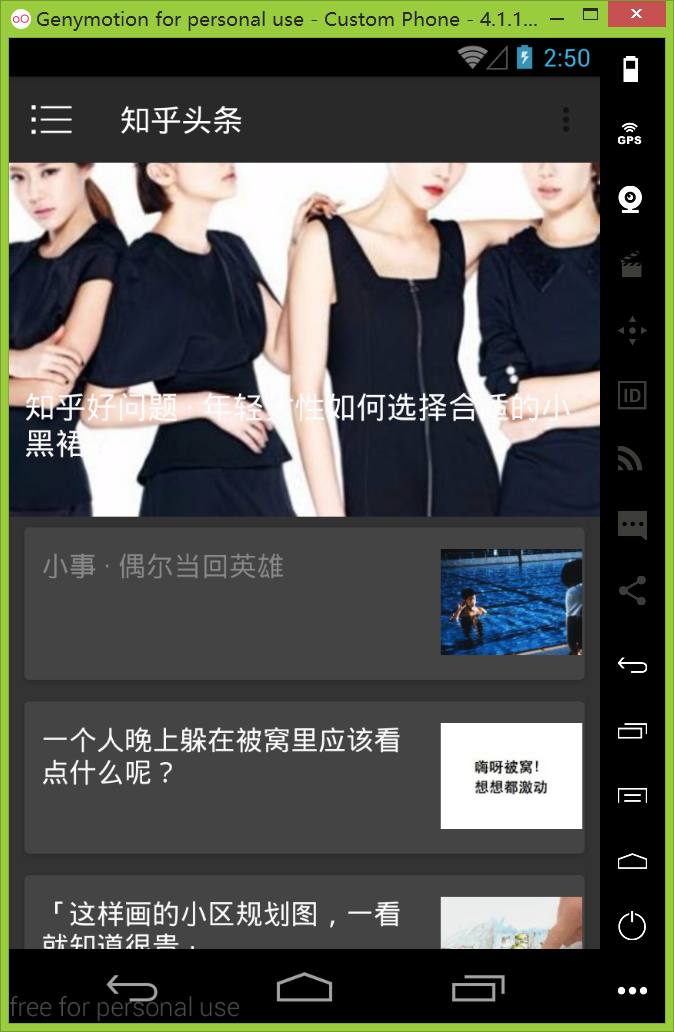 Genymotion for personal use - Custom Phone - 4.1.1...
2:50
知乎头条
GPS
知乎好问题 · 年轻女性如何选择合适的小
黑裙
小事 · 偶尔当回英雄
ID
一个人晚上躲在被窝里应该看
点什么呢？
嗨呀被窝！
想想都激动
「这样画的小区规划图，一看
就知道很贵 ·
free for personal use